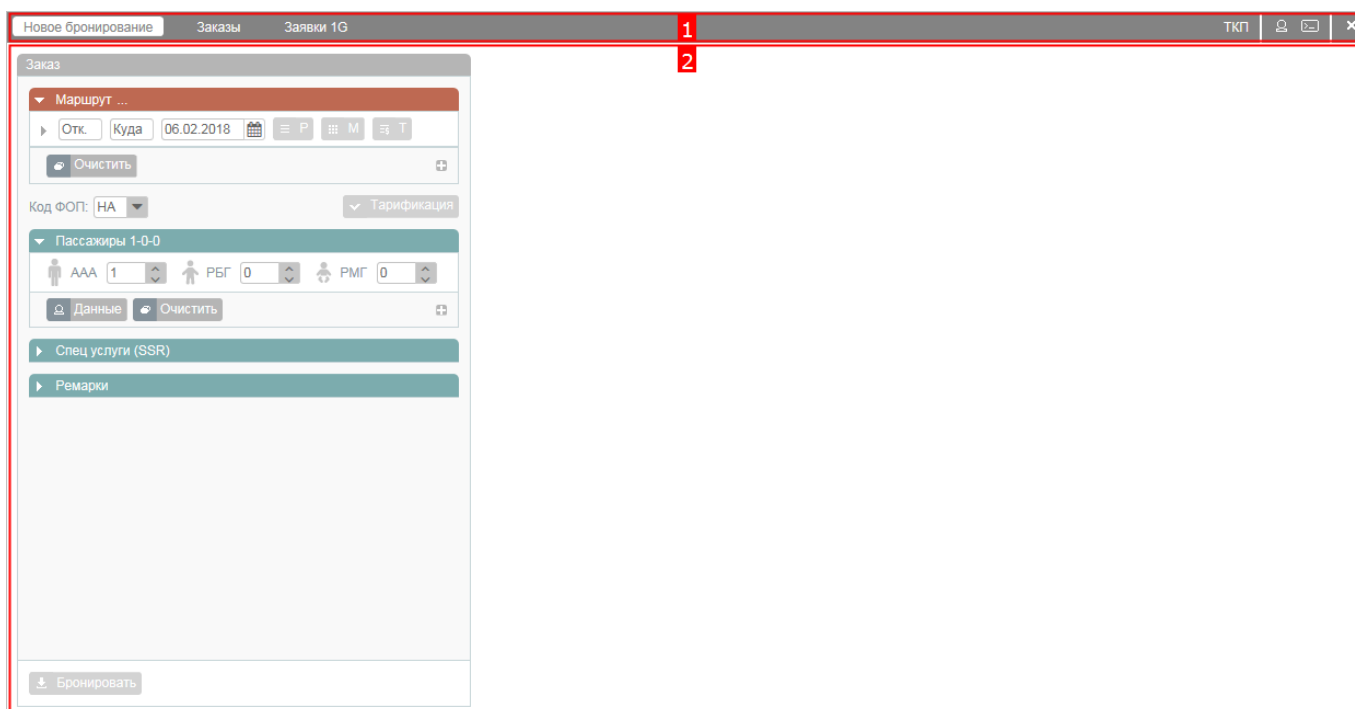 Новое бронирование Заказы Заявки 1G 1 ТКП
2
Заказ
Маршрут ...
Отк. Куда 06.02.2018 Р М Т
Очистить
Код ФОП: НА Тарификация
Пассажиры 1-0-0
ААА 1 РБГ 0 РМГ 0
Данные Очистить
Спец услуги (SSR)
Ремарки
Бронировать